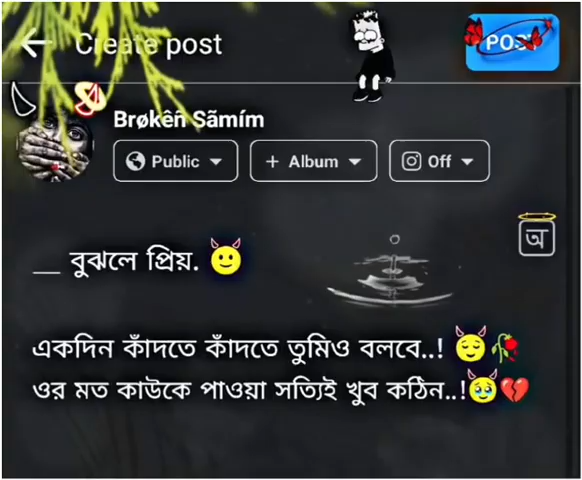 Create post
POST
Brøkêñ Sãmím
Public
+ Album
Off
অ
__ বুঝলে প্রিয়. 😈
একদিন কাঁদতে কাঁদতে তুমিও বলবে..! 😌🥀
ওর মত কাউকে পাওয়া সত্যিই খুব কঠিন..!🥹💔